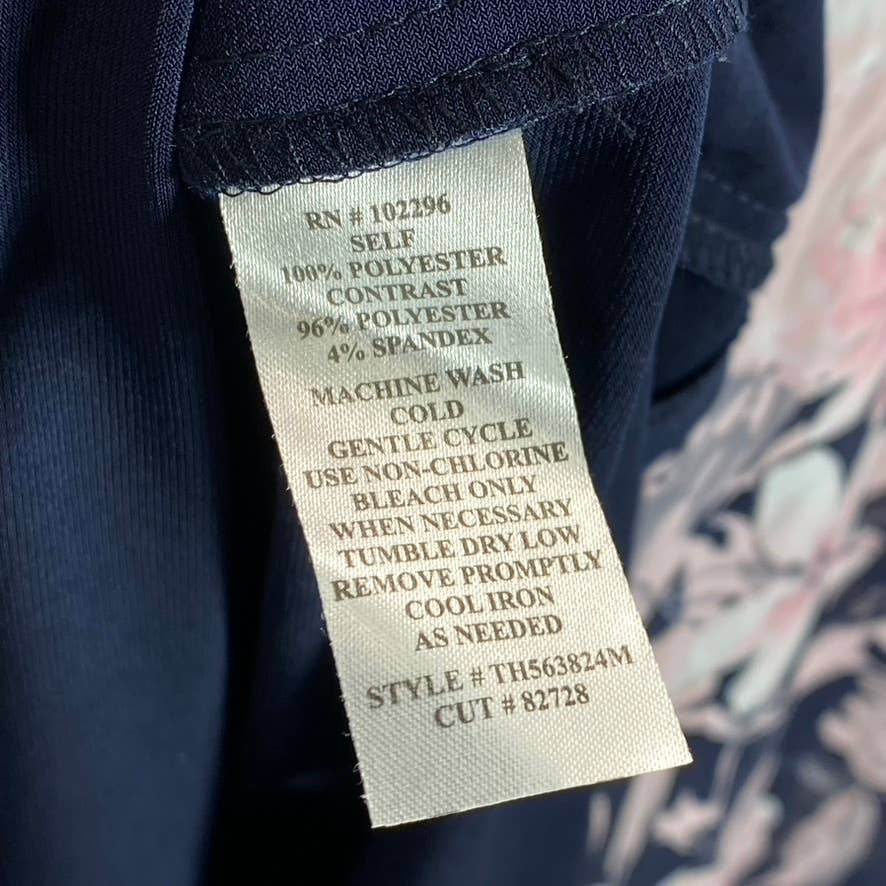 RN # 102296
SELF
100% POLYESTER
CONTRAST
96% POLYESTER
4% SPANDEX
MACHINE WASH
COLD
GENTLE CYCLE
USE NON-CHLORINE
BLEACH ONLY
WHEN NECESSARY
TUMBLE DRY LOW
REMOVE PROMPTLY
COOL IRON
AS NEEDED
STYLE # TH563824M
CUT # 82728